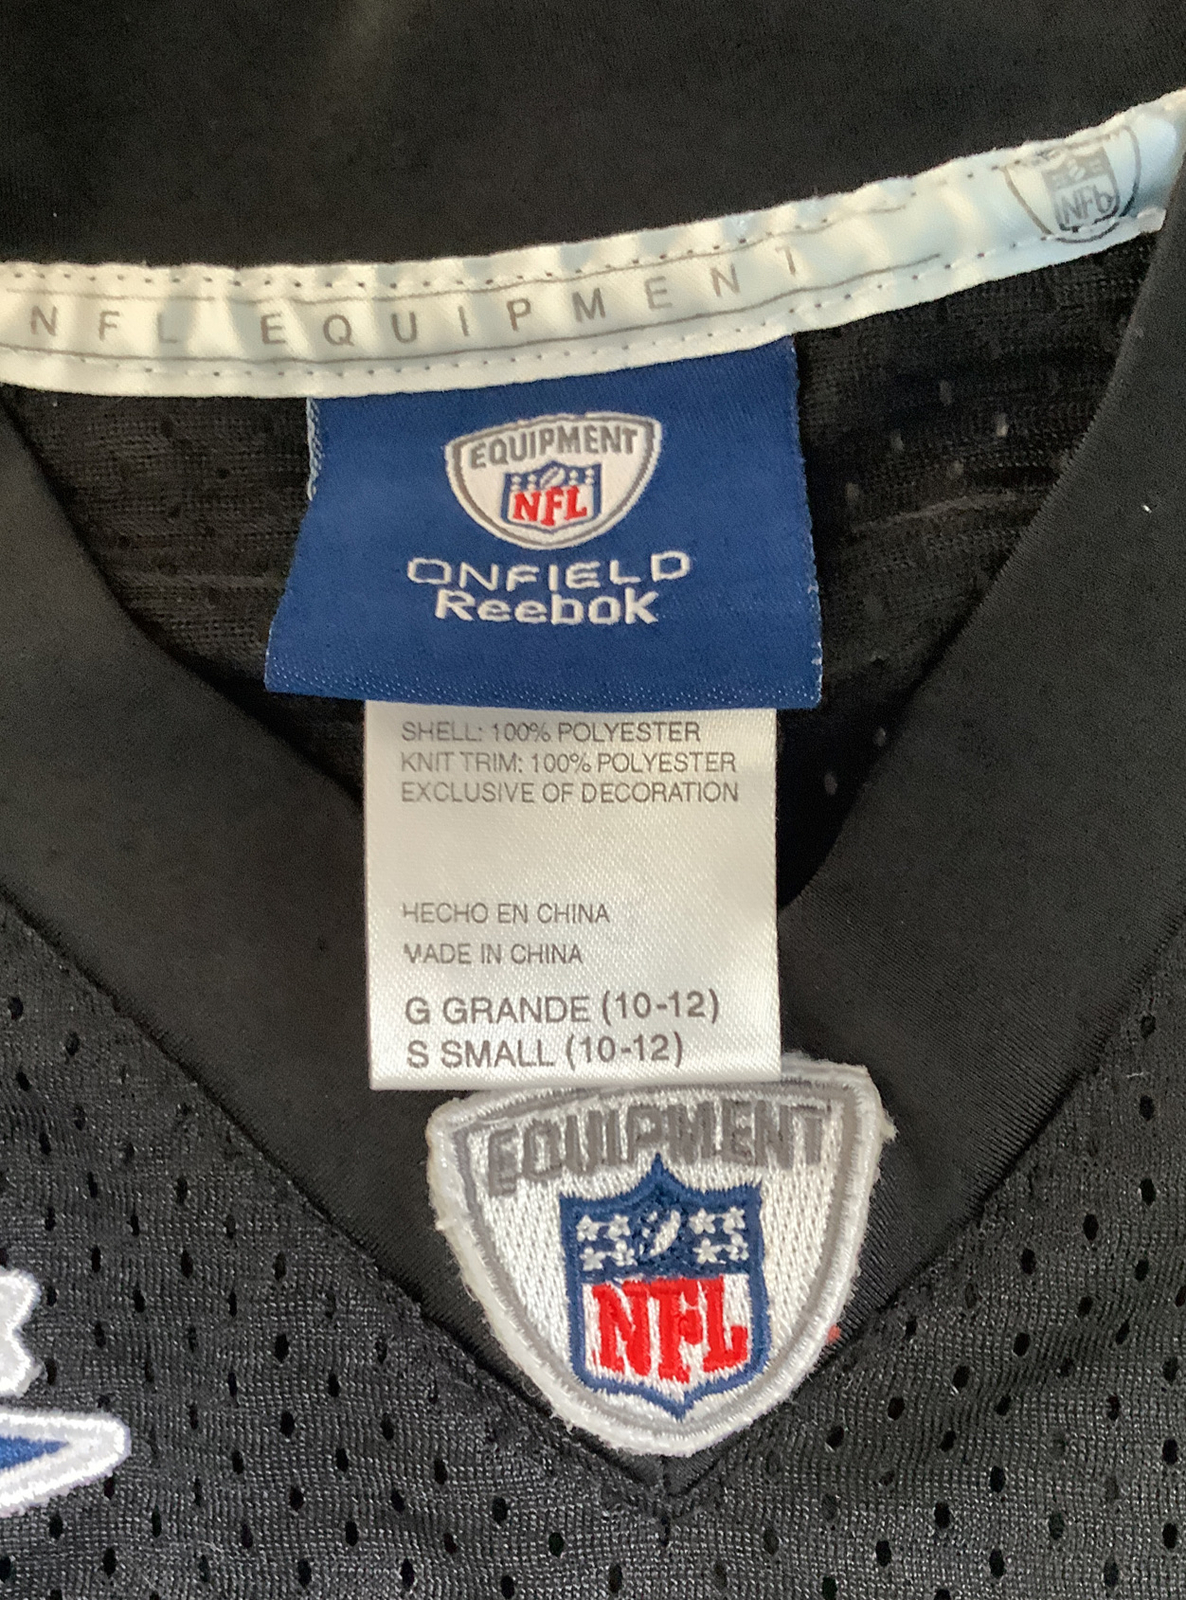 NFL
NFL EQUIPMENT
EQUIPMENT
NFL
ONFIELD
Reebok
SHELL: 100% POLYESTER
KNIT TRIM: 100% POLYESTER
EXCLUSIVE OF DECORATION
HECHO EN CHINA
MADE IN CHINA
G GRANDE (10-12)
S SMALL (10-12)
EQUIPMENT
NFL